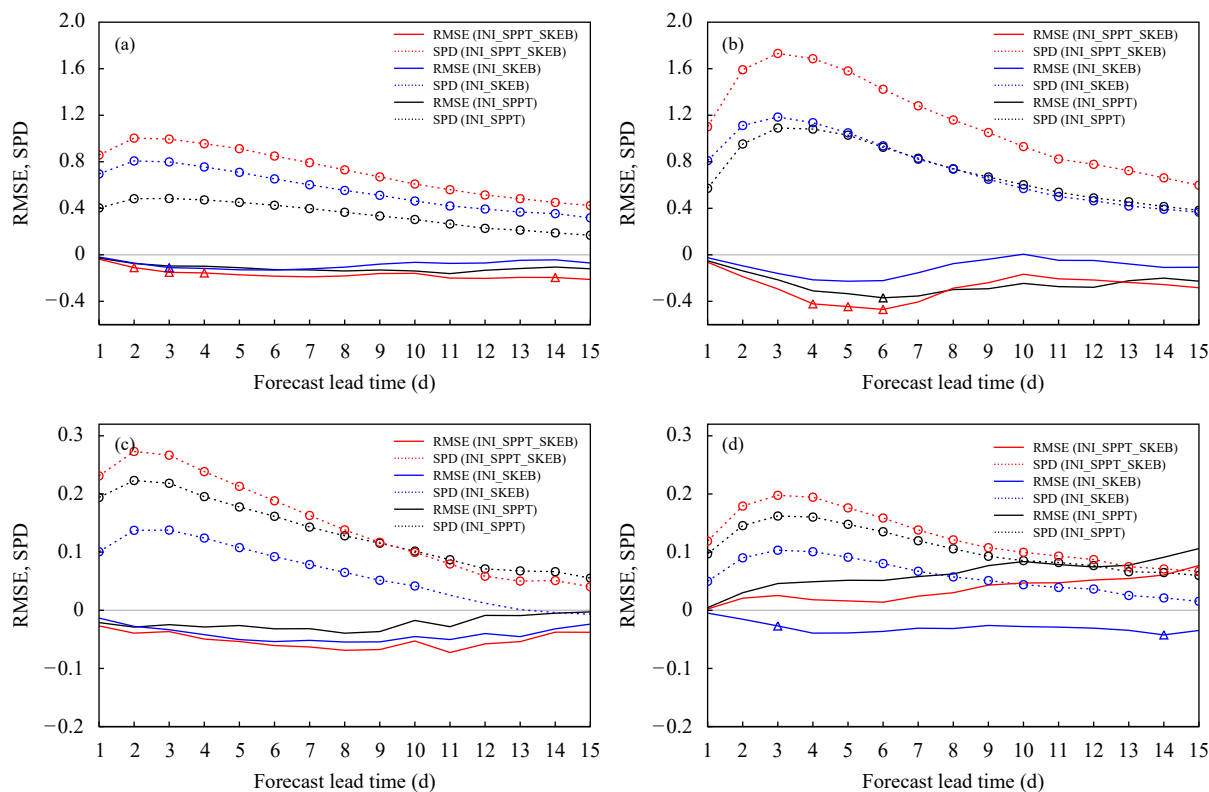 2.0
1.6
1.2
0.8
0.4
0
−0.4
RMSE, SPD
(a)
RMSE (INI_SPPT_SKEB)
SPD (INI_SPPT_SKEB)
RMSE (INI_SKEB)
SPD (INI_SKEB)
RMSE (INI_SPPT)
SPD (INI_SPPT)
1 2 3 4 5 6 7 8 9 10 11 12 13 14 15
Forecast lead time (d)
2.0
1.6
1.2
0.8
0.4
0
−0.4
RMSE, SPD
(b)
RMSE (INI_SPPT_SKEB)
SPD (INI_SPPT_SKEB)
RMSE (INI_SKEB)
SPD (INI_SKEB)
RMSE (INI_SPPT)
SPD (INI_SPPT)
1 2 3 4 5 6 7 8 9 10 11 12 13 14 15
Forecast lead time (d)
0.3
0.2
0.1
0
−0.1
−0.2
RMSE, SPD
(c)
RMSE (INI_SPPT_SKEB)
SPD (INI_SPPT_SKEB)
RMSE (INI_SKEB)
SPD (INI_SKEB)
RMSE (INI_SPPT)
SPD (INI_SPPT)
1 2 3 4 5 6 7 8 9 10 11 12 13 14 15
Forecast lead time (d)
0.3
0.2
0.1
0
−0.1
−0.2
RMSE, SPD
(d)
RMSE (INI_SPPT_SKEB)
SPD (INI_SPPT_SKEB)
RMSE (INI_SKEB)
SPD (INI_SKEB)
RMSE (INI_SPPT)
SPD (INI_SPPT)
1 2 3 4 5 6 7 8 9 10 11 12 13 14 15
Forecast lead time (d)